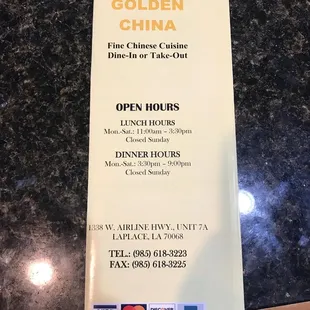 GOLDEN
CHINA
Fine Chinese Cuisine
Dine-In or Take-Out
OPEN HOURS
LUNCH HOURS
Mon.-Sat.: 11:00am – 3:30pm
Closed Sunday
DINNER HOURS
Mon.-Sat.: 3:30pm – 9:00pm
Closed Sunday
1338 W. AIRLINE HWY., UNIT 7A
LAPLACE, LA 70068
TEL.: (985) 618-3223
FAX: (985) 618-3225
DISCOVER